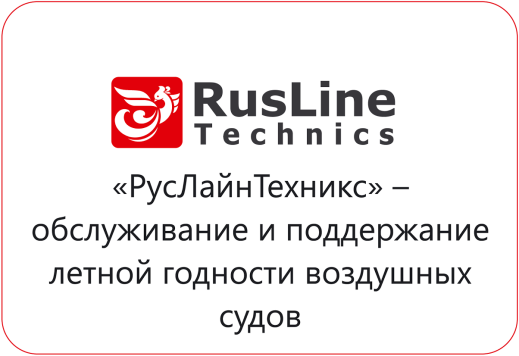 RusLine
Technics
«РусЛайнТехникс» –
обслуживание и поддержание
летной годности воздушных
судов